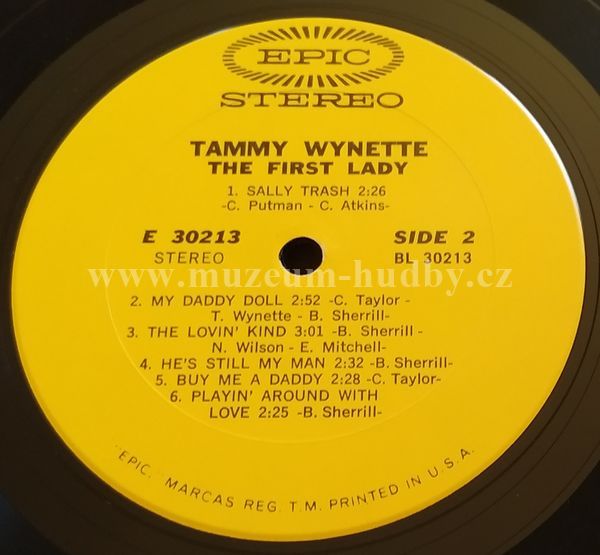 EPIC
STEREO
TAMMY WYNETTE
THE FIRST LADY
1. SALLY TRASH 2:26
-C. Putman - C. Atkins-
E 30213 SIDE 2
STEREO BL 30213
www.muzeum-hudby.cz
2. MY DADDY DOLL 2:52 -C. Taylor -
T. Wynette - B. Sherrill-
3. THE LOVIN' KIND 3:01 -B. Sherrill -
N. Wilson - E. Mitchell-
4. HE'S STILL MY MAN 2:32 -B. Sherrill-
5. BUY ME A DADDY 2:28 -C. Taylor-
6. PLAYIN' AROUND WITH
LOVE 2:25 -B. Sherrill-
"EPIC," MARCAS REG. T.M. PRINTED IN U.S.A.